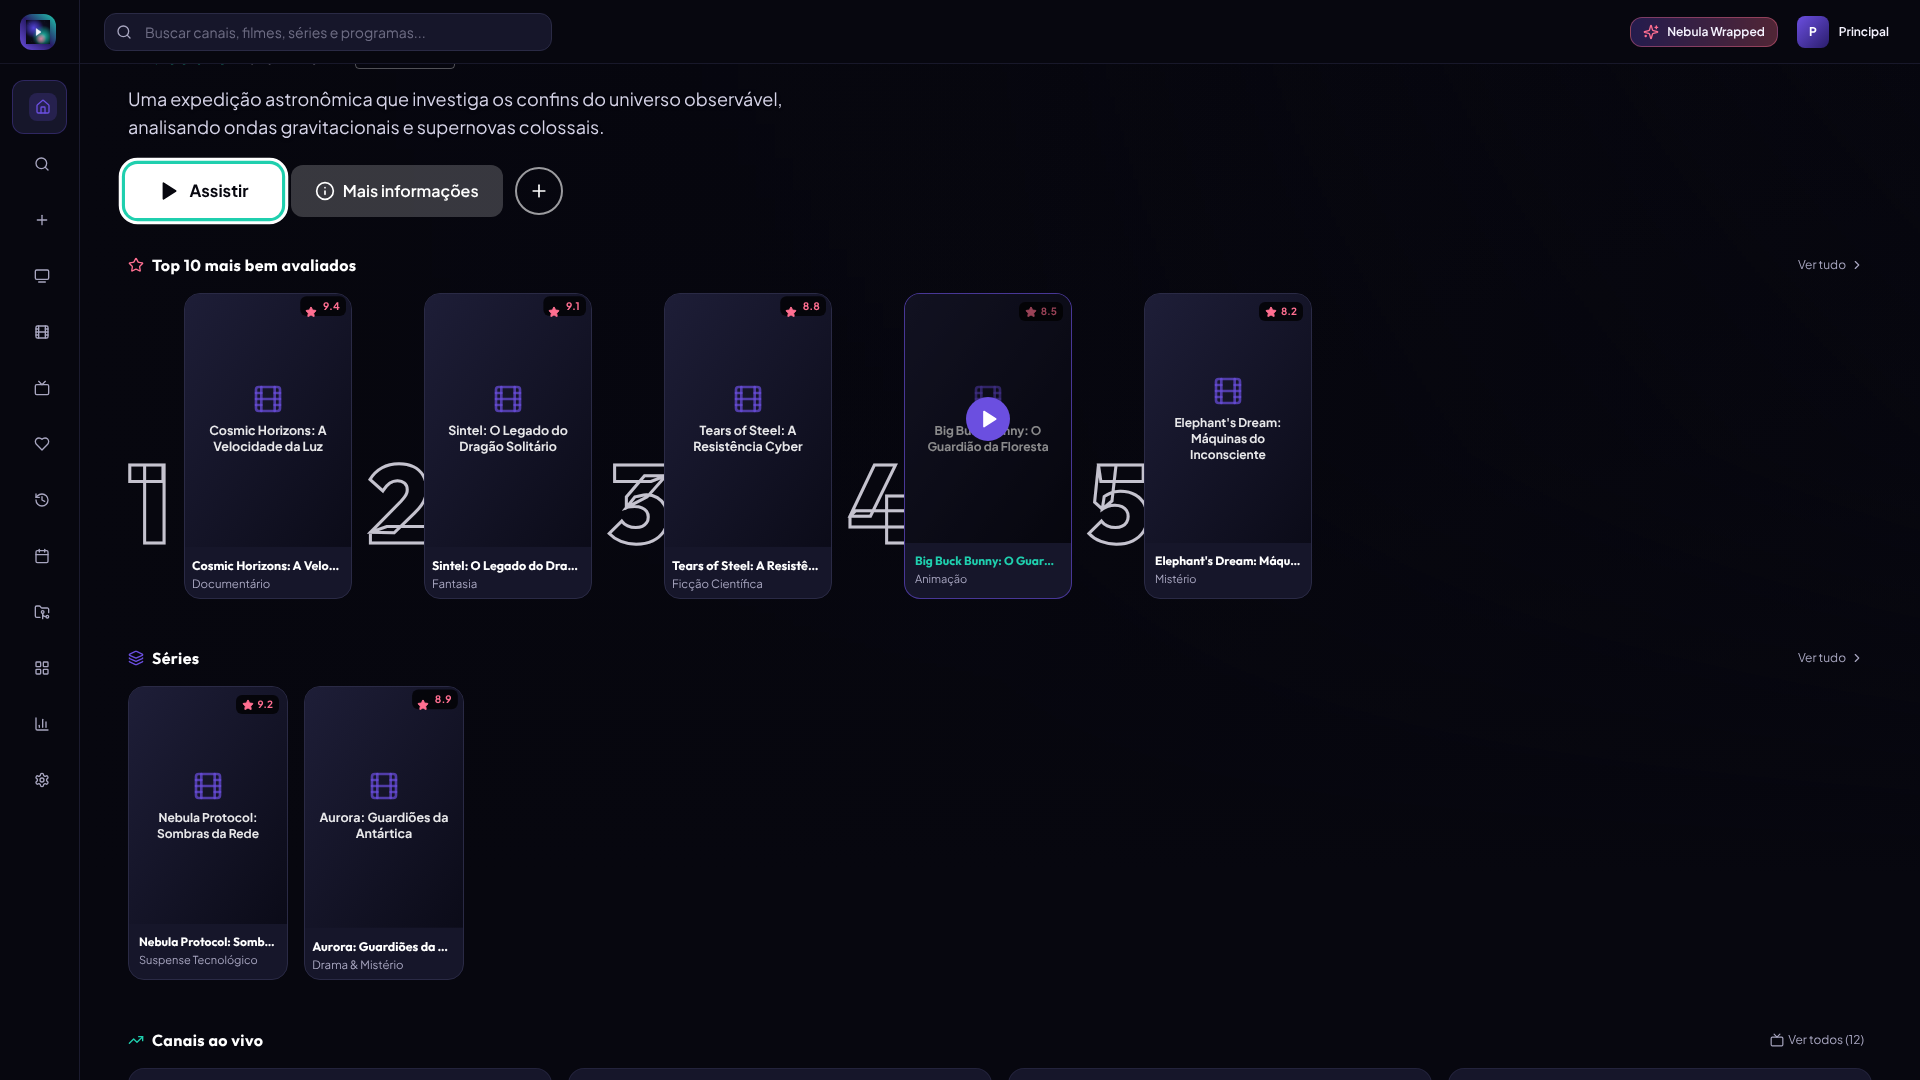 Buscar canais, filmes, séries e programas...
Nebula Wrapped
P
Principal
Uma expedição astronômica que investiga os confins do universo observável,
analisando ondas gravitacionais e supernovas colossais.
Assistir
Mais informações
Top 10 mais bem avaliados
Ver tudo
1
9.4
Cosmic Horizons: A
Velocidade da Luz
Cosmic Horizons: A Velo...
Documentário
2
9.1
Sintel: O Legado do
Dragão Solitário
Sintel: O Legado do Dra...
Fantasia
3
8.8
Tears of Steel: A
Resistência Cyber
Tears of Steel: A Resistê...
Ficção Científica
4
8.5
Big Bu nny: O
Guardião da Floresta
Big Buck Bunny: O Guar...
Animação
5
8.2
Elephant's Dream:
Máquinas do
Inconsciente
Elephant's Dream: Máqu...
Mistério
Séries
Ver tudo
9.2
Nebula Protocol:
Sombras da Rede
Nebula Protocol: Somb...
Suspense Tecnológico
8.9
Aurora: Guardiões da
Antártica
Aurora: Guardiões da ...
Drama & Mistério
Canais ao vivo
Ver todos (12)